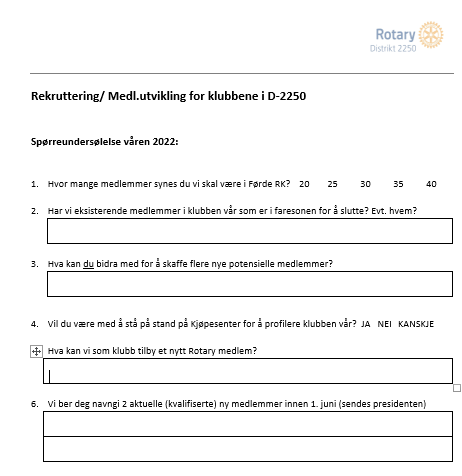 Rotary
Distrikt 2250
Rekruttering/ Medl.utvikling for klubbene i D-2250
Spørreundersølelse våren 2022:
1. Hvor mange medlemmer synes du vi skal være i Førde RK? 20 25 30 35 40
2. Har vi eksisterende medlemmer i klubben vår som er i faresonen for å slutte? Evt. hvem?
3. Hva kan du bidra med for å skaffe flere nye potensielle medlemmer?
4. Vil du være med å stå på stand på Kjøpesenter for å profilere klubben vår? JA NEI KANSKJE
Hva kan vi som klubb tilby et nytt Rotary medlem?
6. Vi ber deg navngi 2 aktuelle (kvalifiserte) ny medlemmer innen 1. juni (sendes presidenten)